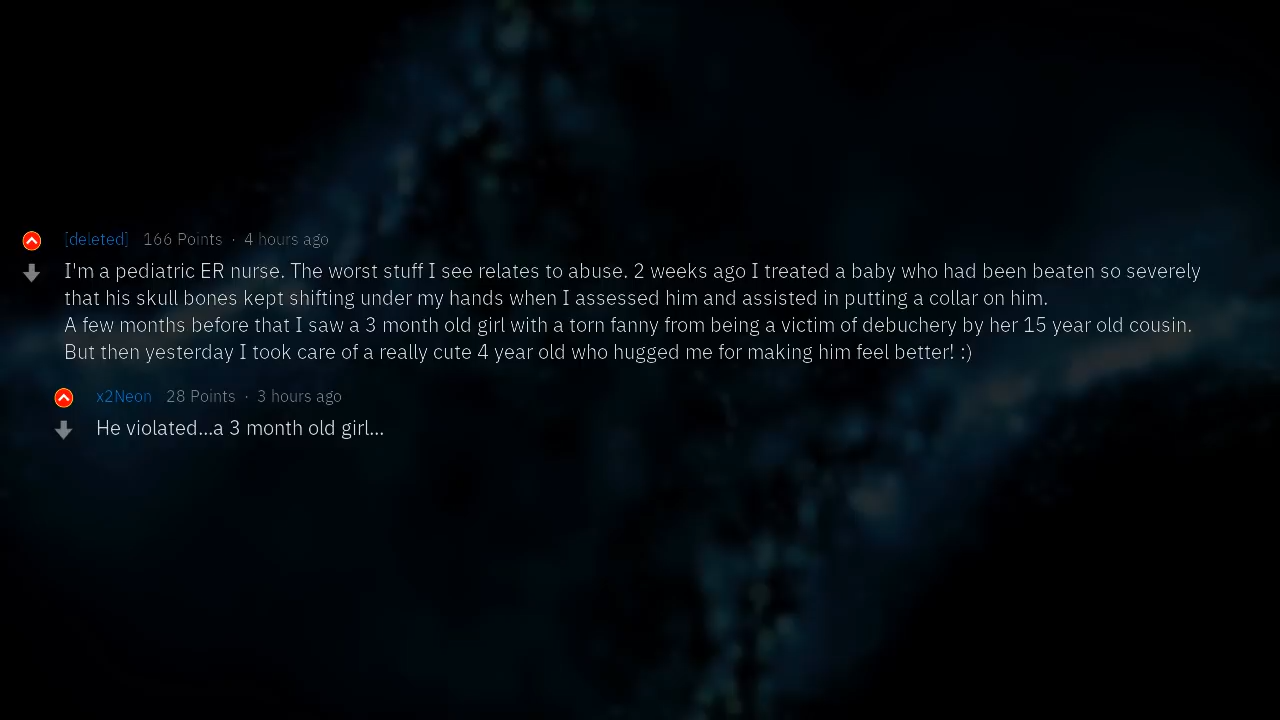 [deleted] 166 Points · 4 hours ago
I'm a pediatric ER nurse. The worst stuff I see relates to abuse. 2 weeks ago I treated a baby who had been beaten so severely
that his skull bones kept shifting under my hands when I assessed him and assisted in putting a collar on him.
A few months before that I saw a 3 month old girl with a torn fanny from being a victim of debuchery by her 15 year old cousin.
But then yesterday I took care of a really cute 4 year old who hugged me for making him feel better! :)
x2Neon 28 Points · 3 hours ago
He violated...a 3 month old girl...